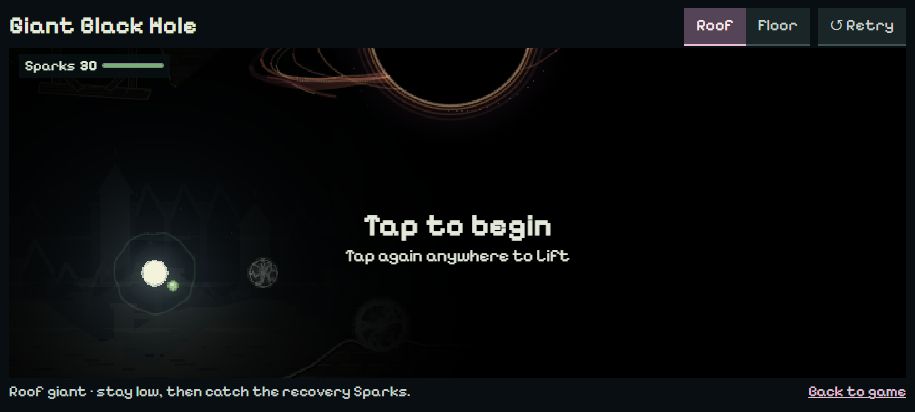 Giant Black Hole
Roof
Floor
↺ Retry
Sparks 90
Tap to begin
Tap again anywhere to Lift
Roof giant · stay low, then catch the recovery Sparks.
Back to game